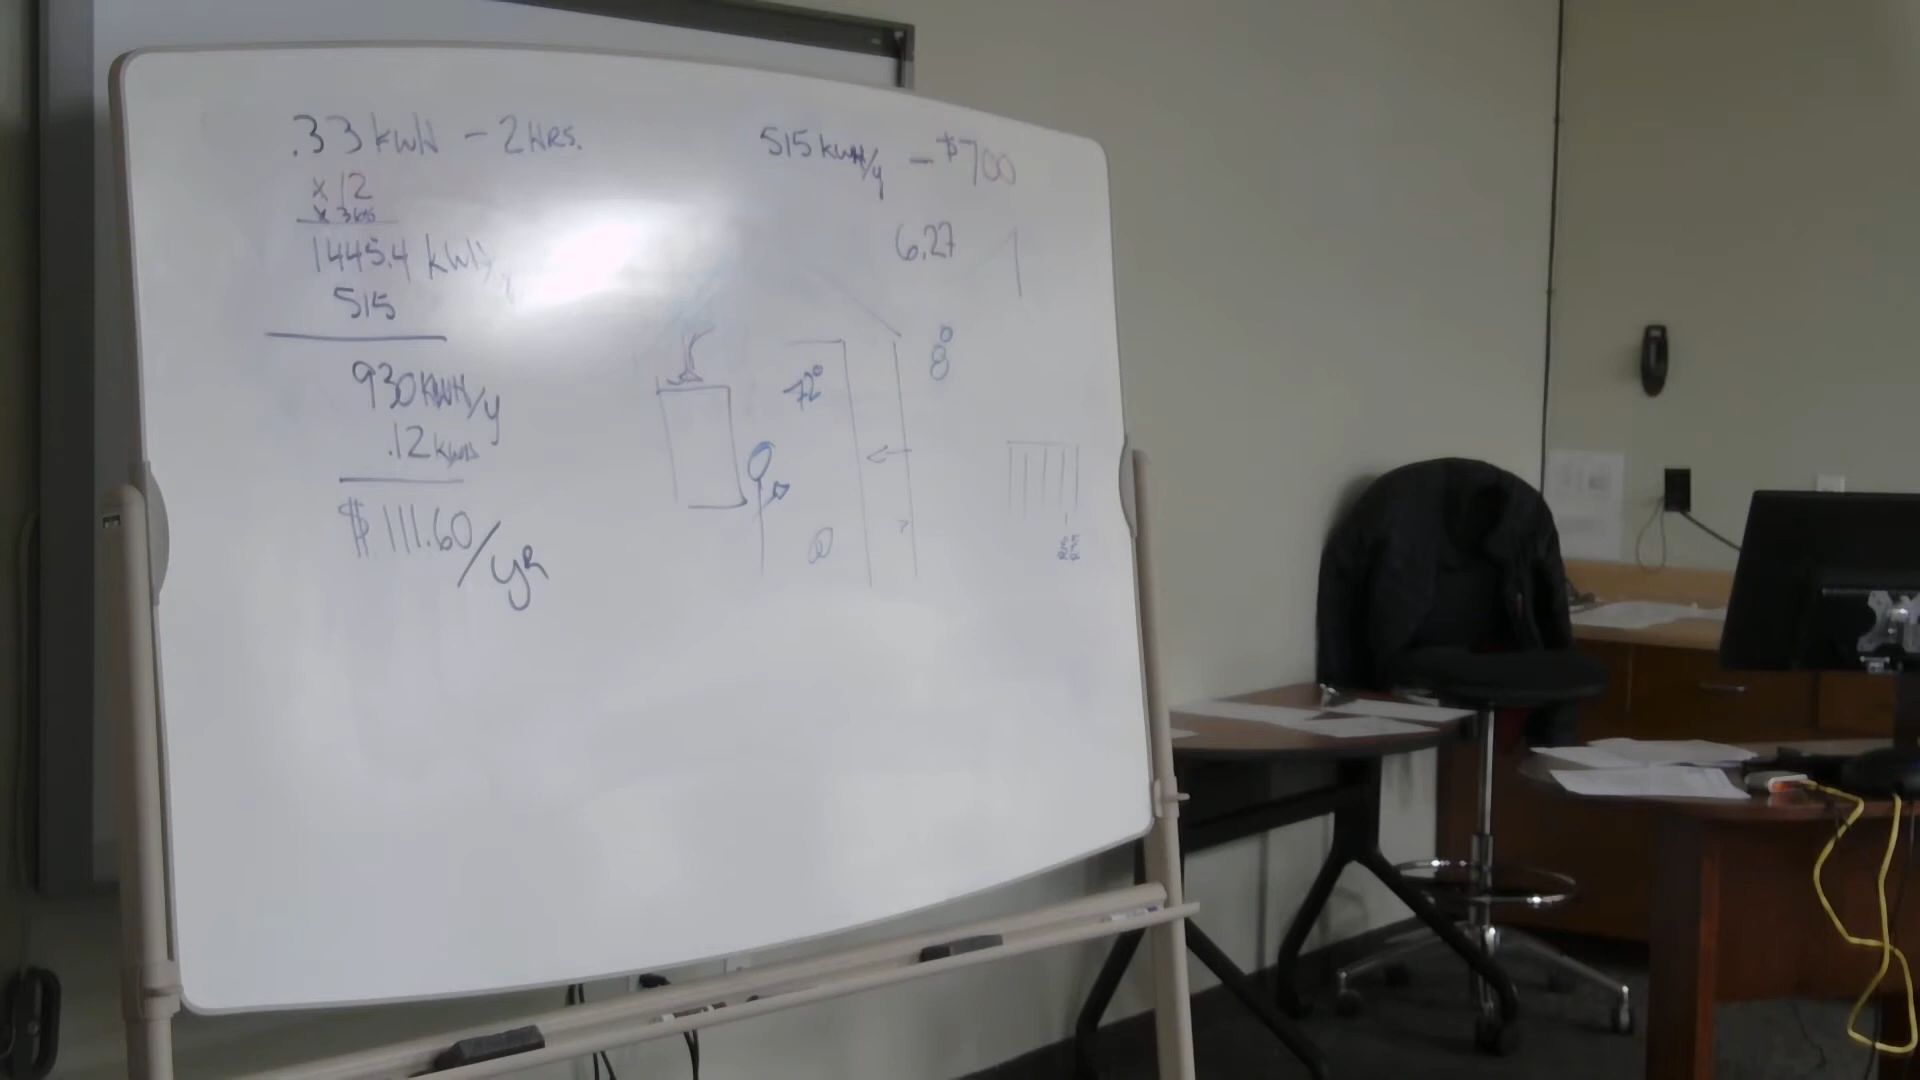 .33 kWH - 2 HRS.
x 12
x 365
1445.4 kWH/y
515
930 KWH/y
.12 KWH
$111.60/yR
515 KWH/y - $700
6.27
8°
72°